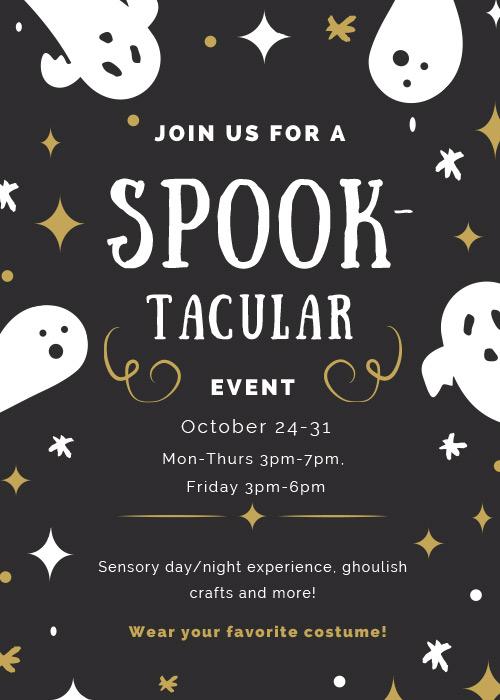 JOIN US FOR A
SPOOK-
TACULAR
EVENT
October 24-31
Mon-Thurs 3pm-7pm,
Friday 3pm-6pm
Sensory day/night experience, ghoulish
crafts and more!
Wear your favorite costume!